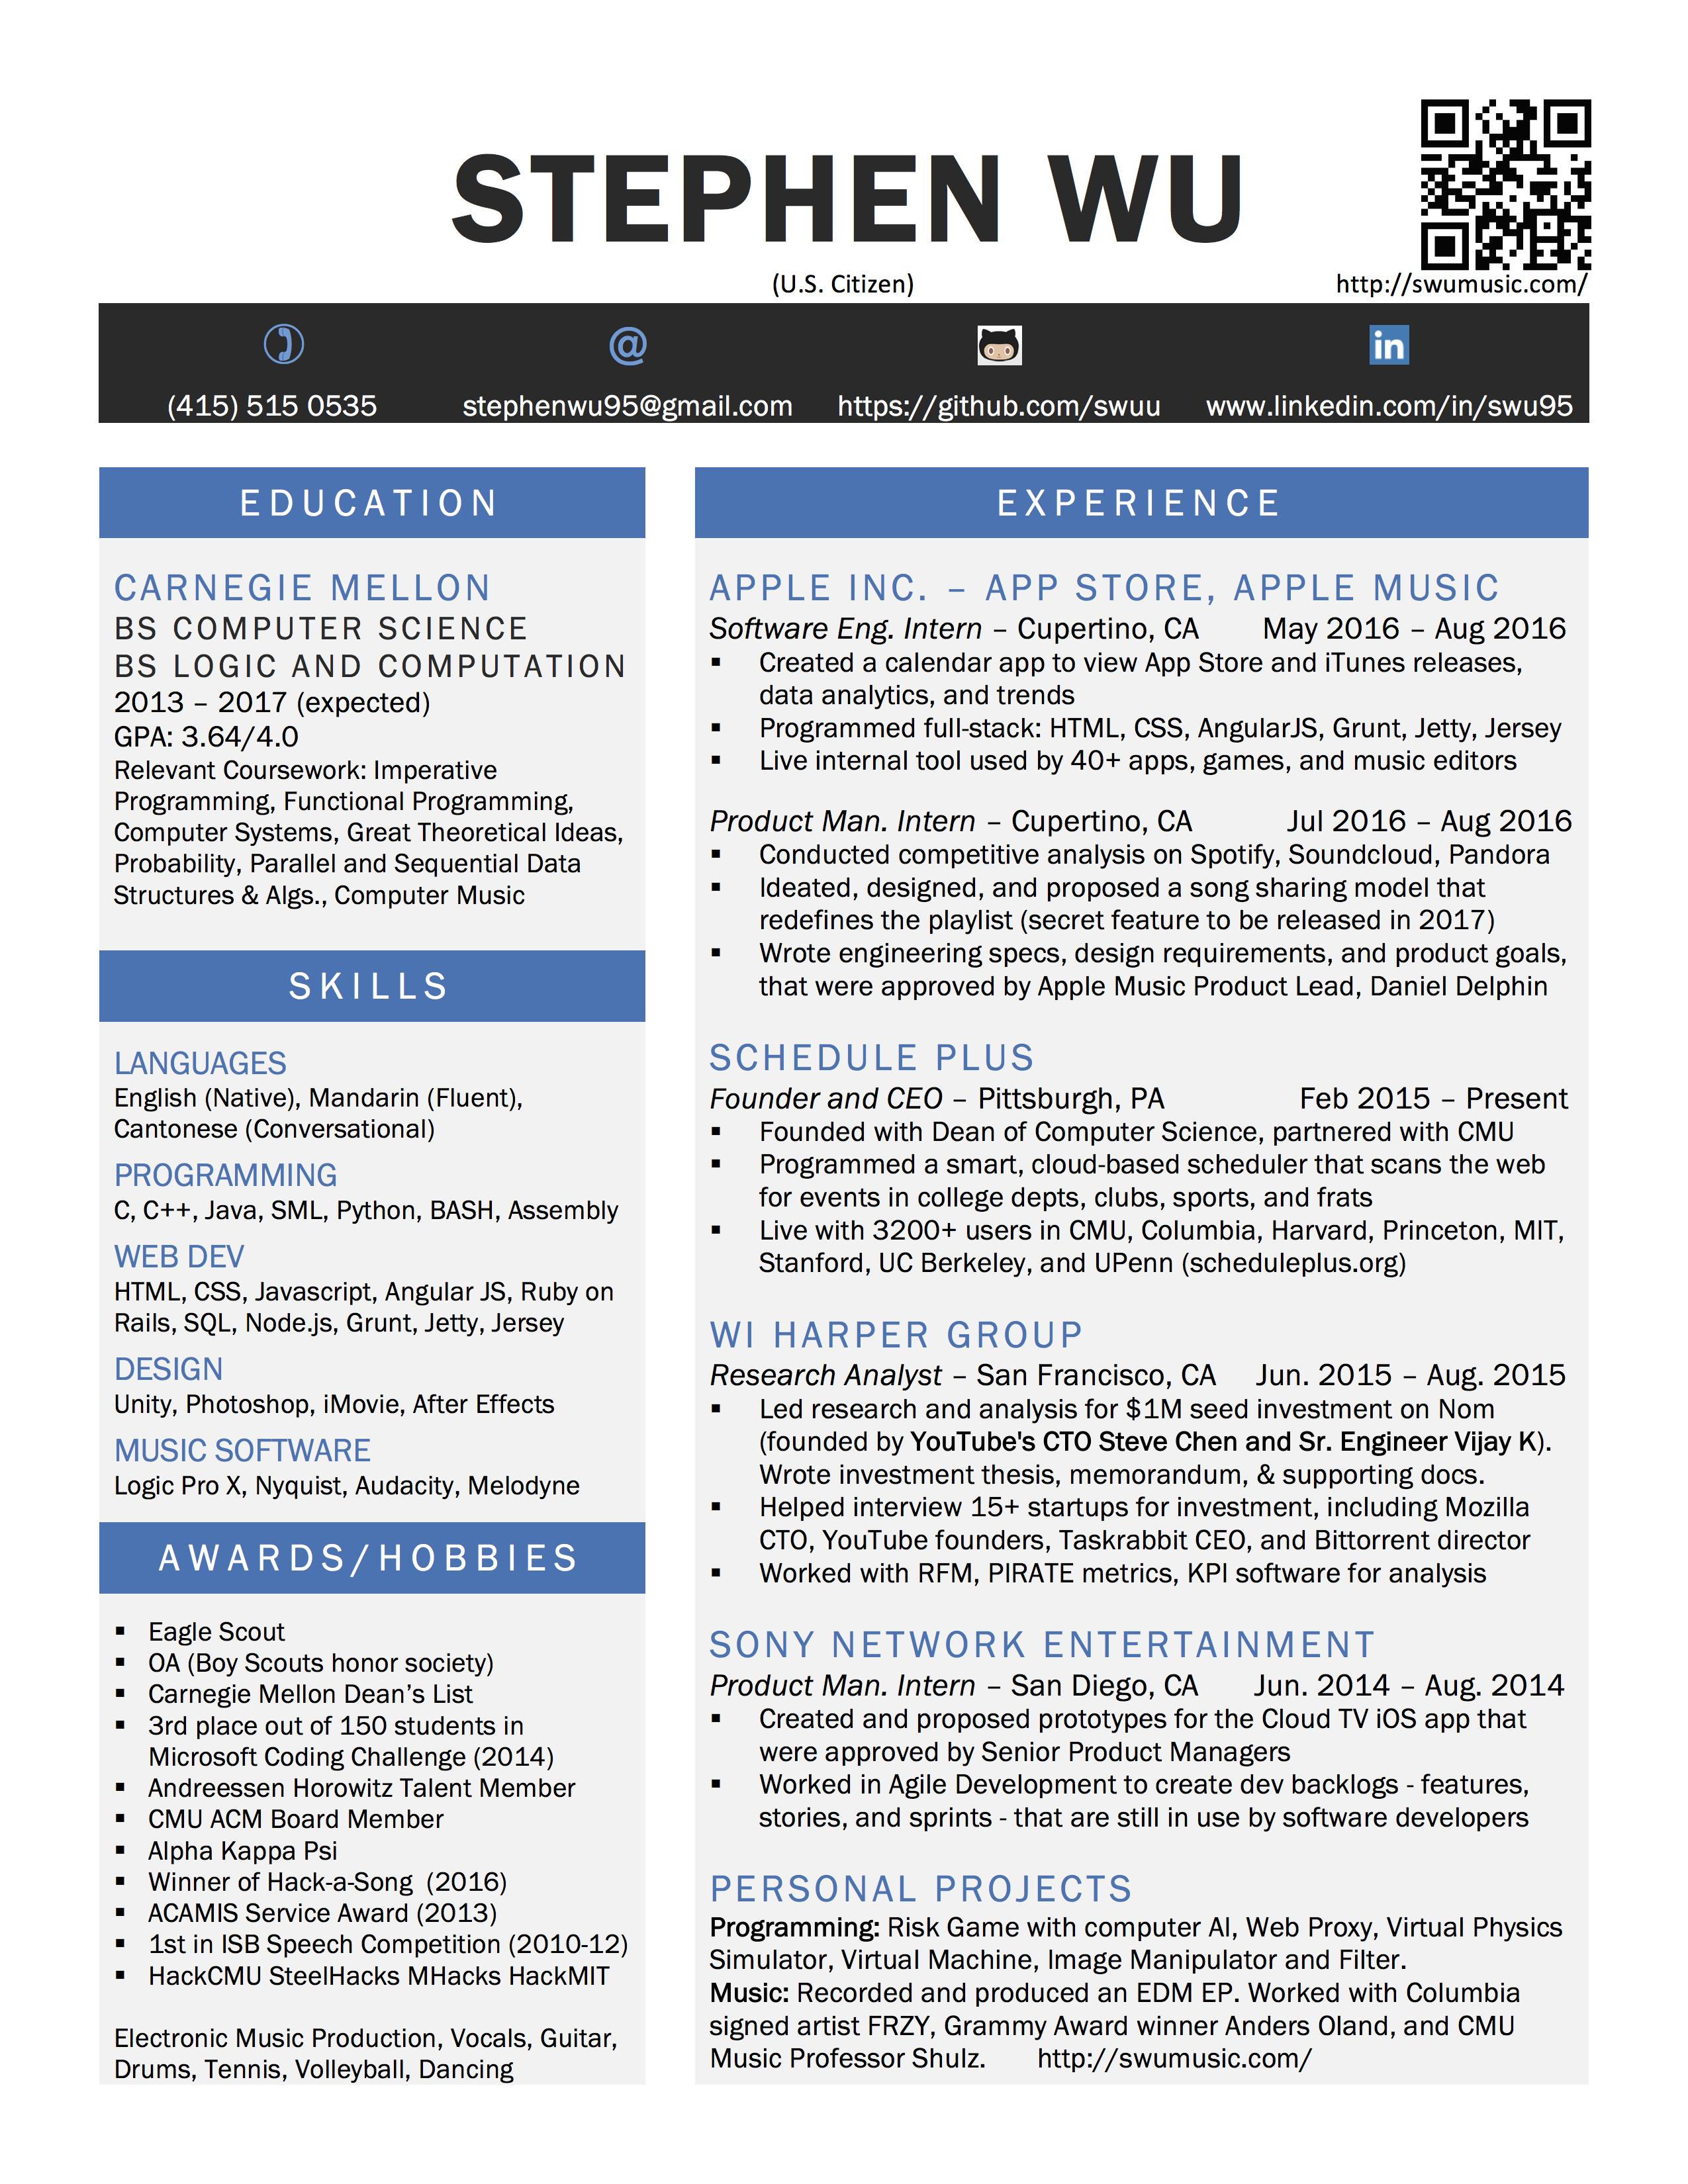 STEPHEN WU
(U.S. Citizen)
http://swumusic.com/
@
in
(415) 515 0535 stephenwu95@gmail.com https://github.com/swuu www.linkedin.com/in/swu95
EDUCATION
CARNEGIE MELLON
BS COMPUTER SCIENCE
BS LOGIC AND COMPUTATION
2013 – 2017 (expected)
GPA: 3.64/4.0
Relevant Coursework: Imperative
Programming, Functional Programming,
Computer Systems, Great Theoretical Ideas,
Probability, Parallel and Sequential Data
Structures & Algs., Computer Music
SKILLS
LANGUAGES
English (Native), Mandarin (Fluent),
Cantonese (Conversational)
PROGRAMMING
C, C++, Java, SML, Python, BASH, Assembly
WEB DEV
HTML, CSS, Javascript, Angular JS, Ruby on
Rails, SQL, Node.js, Grunt, Jetty, Jersey
DESIGN
Unity, Photoshop, iMovie, After Effects
MUSIC SOFTWARE
Logic Pro X, Nyquist, Audacity, Melodyne
AWARDS/HOBBIES
▪ Eagle Scout
▪ OA (Boy Scouts honor society)
▪ Carnegie Mellon Dean’s List
▪ 3rd place out of 150 students in
Microsoft Coding Challenge (2014)
▪ Andreessen Horowitz Talent Member
▪ CMU ACM Board Member
▪ Alpha Kappa Psi
▪ Winner of Hack-a-Song (2016)
▪ ACAMIS Service Award (2013)
▪ 1st in ISB Speech Competition (2010-12)
▪ HackCMU SteelHacks MHacks HackMIT
Electronic Music Production, Vocals, Guitar,
Drums, Tennis, Volleyball, Dancing
EXPERIENCE
APPLE INC. – APP STORE, APPLE MUSIC
Software Eng. Intern – Cupertino, CA May 2016 – Aug 2016
▪ Created a calendar app to view App Store and iTunes releases,
data analytics, and trends
▪ Programmed full-stack: HTML, CSS, AngularJS, Grunt, Jetty, Jersey
▪ Live internal tool used by 40+ apps, games, and music editors
Product Man. Intern – Cupertino, CA Jul 2016 – Aug 2016
▪ Conducted competitive analysis on Spotify, Soundcloud, Pandora
▪ Ideated, designed, and proposed a song sharing model that
redefines the playlist (secret feature to be released in 2017)
▪ Wrote engineering specs, design requirements, and product goals,
that were approved by Apple Music Product Lead, Daniel Delphin
SCHEDULE PLUS
Founder and CEO – Pittsburgh, PA Feb 2015 – Present
▪ Founded with Dean of Computer Science, partnered with CMU
▪ Programmed a smart, cloud-based scheduler that scans the web
for events in college depts, clubs, sports, and frats
▪ Live with 3200+ users in CMU, Columbia, Harvard, Princeton, MIT,
Stanford, UC Berkeley, and UPenn (scheduleplus.org)
WI HARPER GROUP
Research Analyst – San Francisco, CA Jun. 2015 – Aug. 2015
▪ Led research and analysis for $1M seed investment on Nom
(founded by YouTube's CTO Steve Chen and Sr. Engineer Vijay K).
Wrote investment thesis, memorandum, & supporting docs.
▪ Helped interview 15+ startups for investment, including Mozilla
CTO, YouTube founders, Taskrabbit CEO, and Bittorrent director
▪ Worked with RFM, PIRATE metrics, KPI software for analysis
SONY NETWORK ENTERTAINMENT
Product Man. Intern – San Diego, CA Jun. 2014 – Aug. 2014
▪ Created and proposed prototypes for the Cloud TV iOS app that
were approved by Senior Product Managers
▪ Worked in Agile Development to create dev backlogs - features,
stories, and sprints - that are still in use by software developers
PERSONAL PROJECTS
Programming: Risk Game with computer AI, Web Proxy, Virtual Physics
Simulator, Virtual Machine, Image Manipulator and Filter.
Music: Recorded and produced an EDM EP. Worked with Columbia
signed artist FRZY, Grammy Award winner Anders Oland, and CMU
Music Professor Shulz. http://swumusic.com/